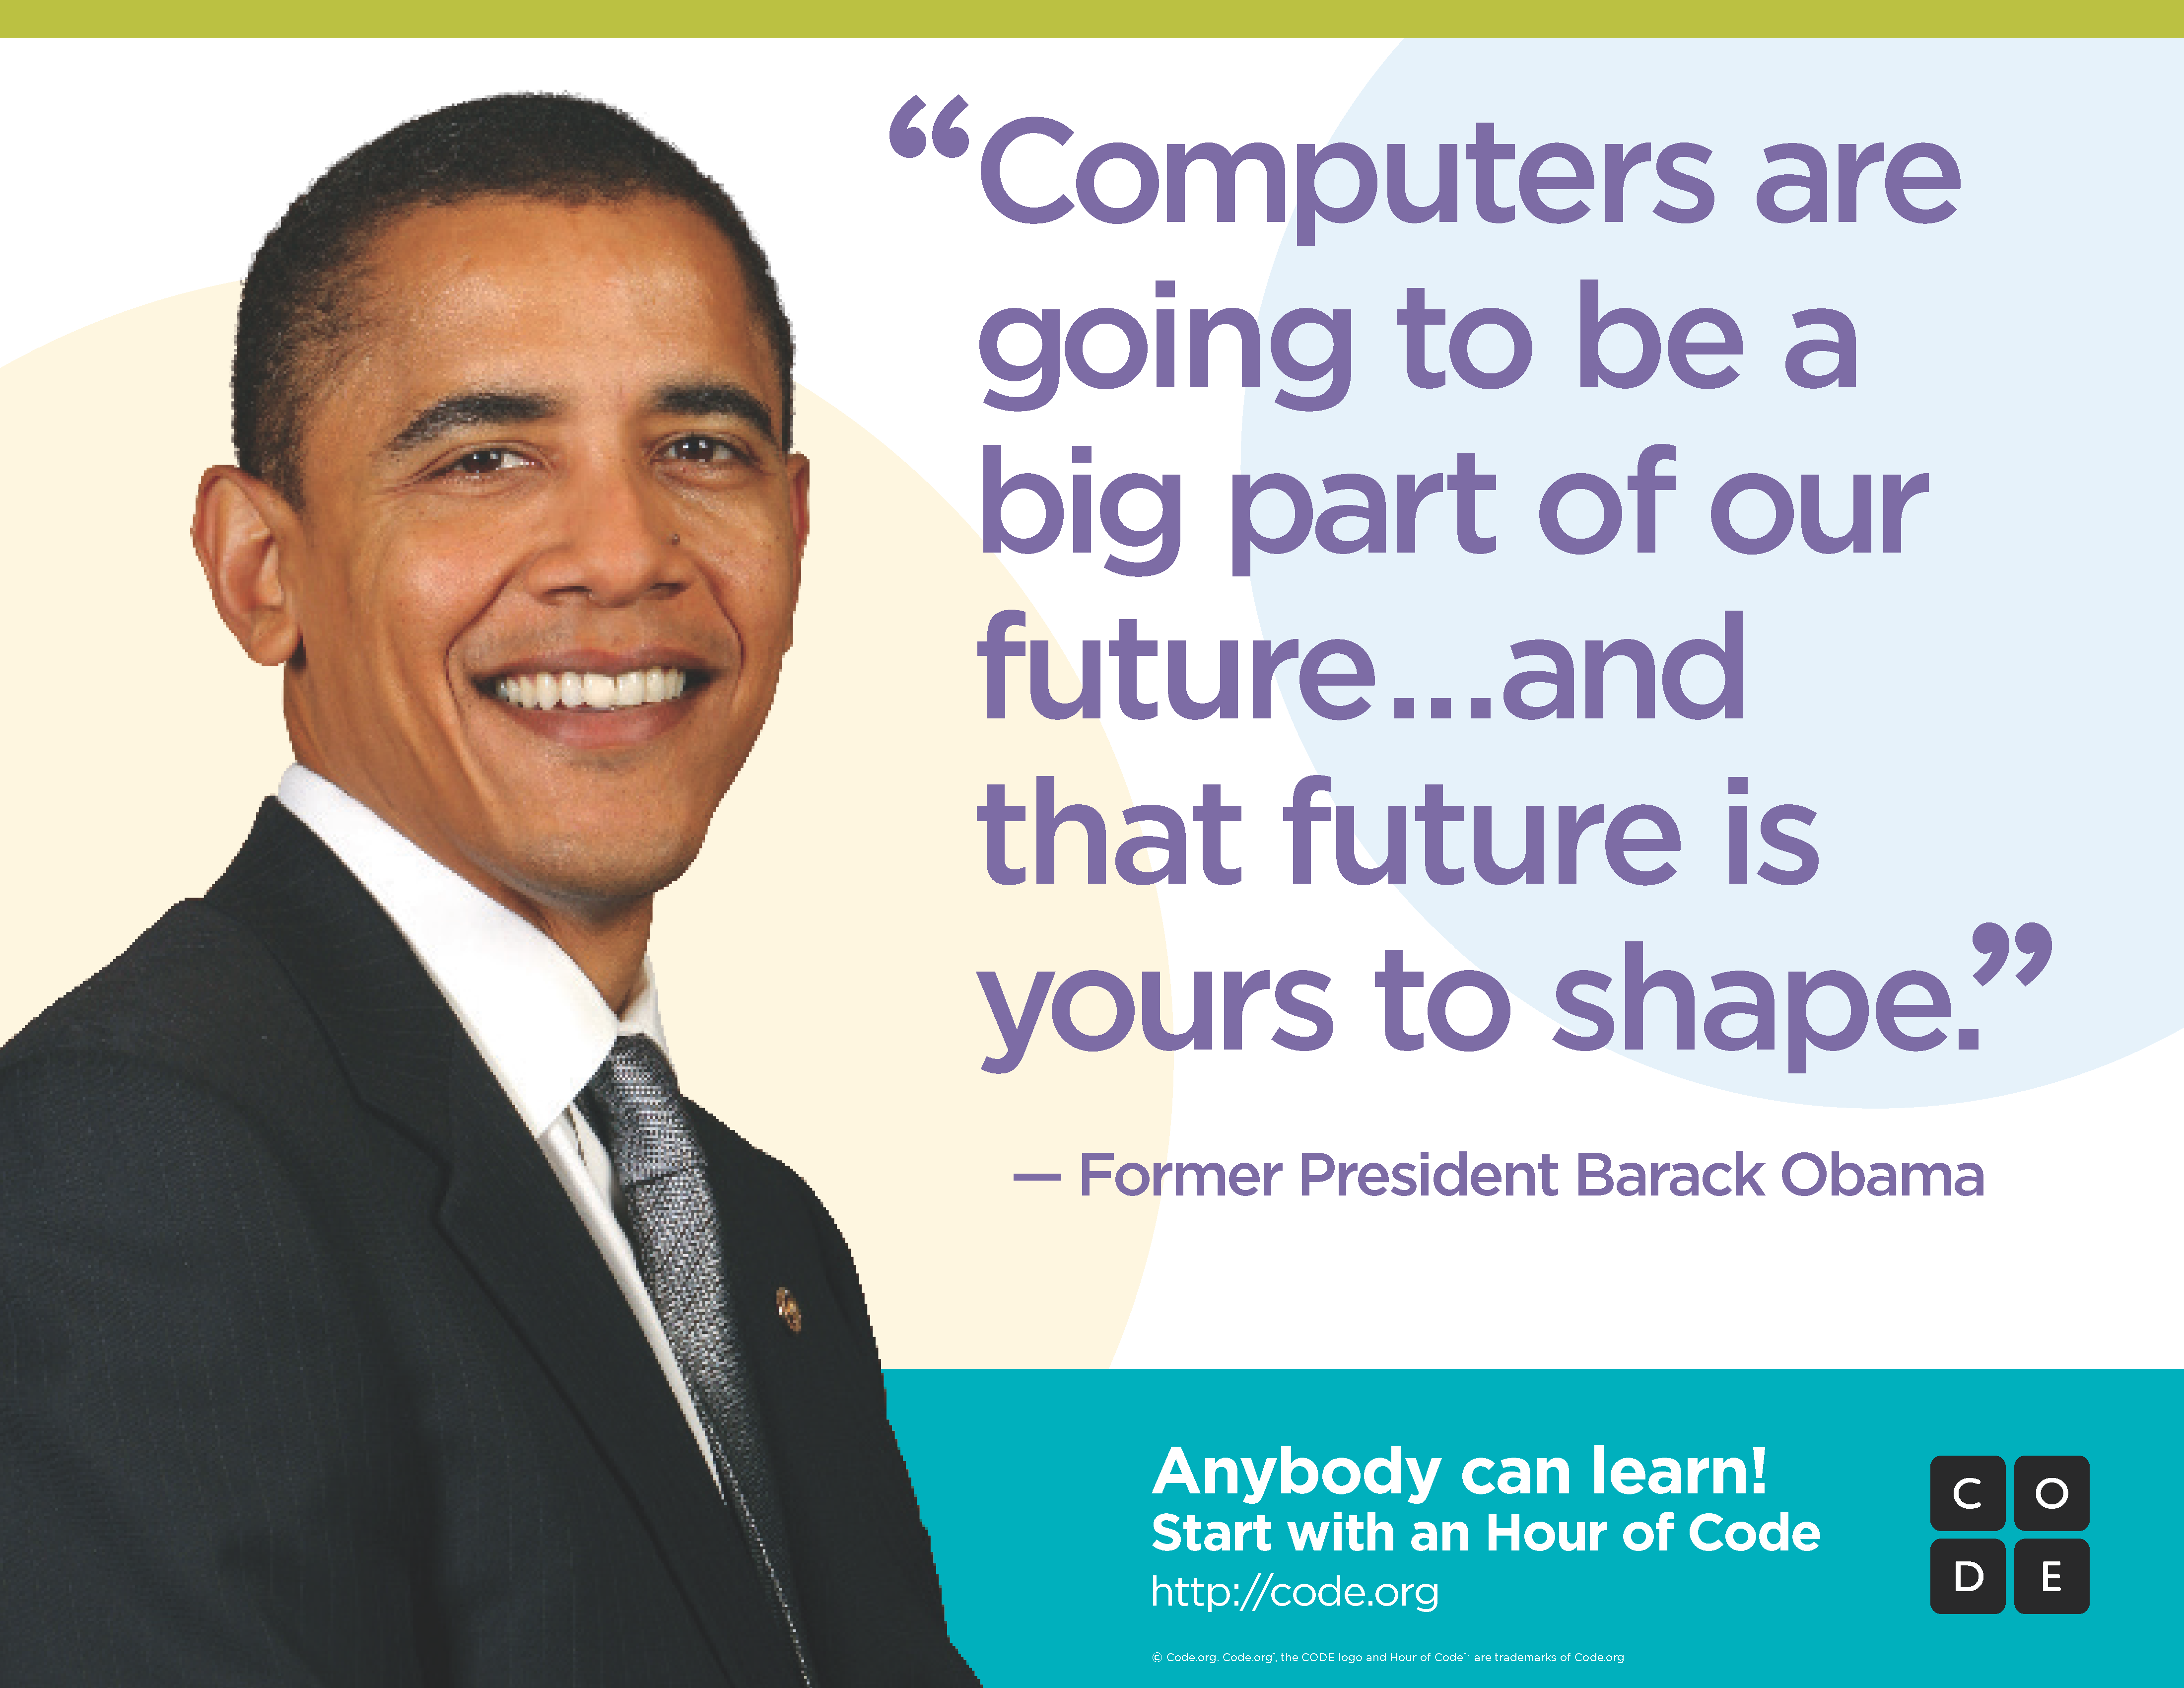 “Computers are
going to be a
big part of our
future...and
that future is
yours to shape.”
— Former President Barack Obama
Anybody can learn!
Start with an Hour of Code
http://code.org
C O
D E
© Code.org. Code.org®, the CODE logo and Hour of Code™ are trademarks of Code.org